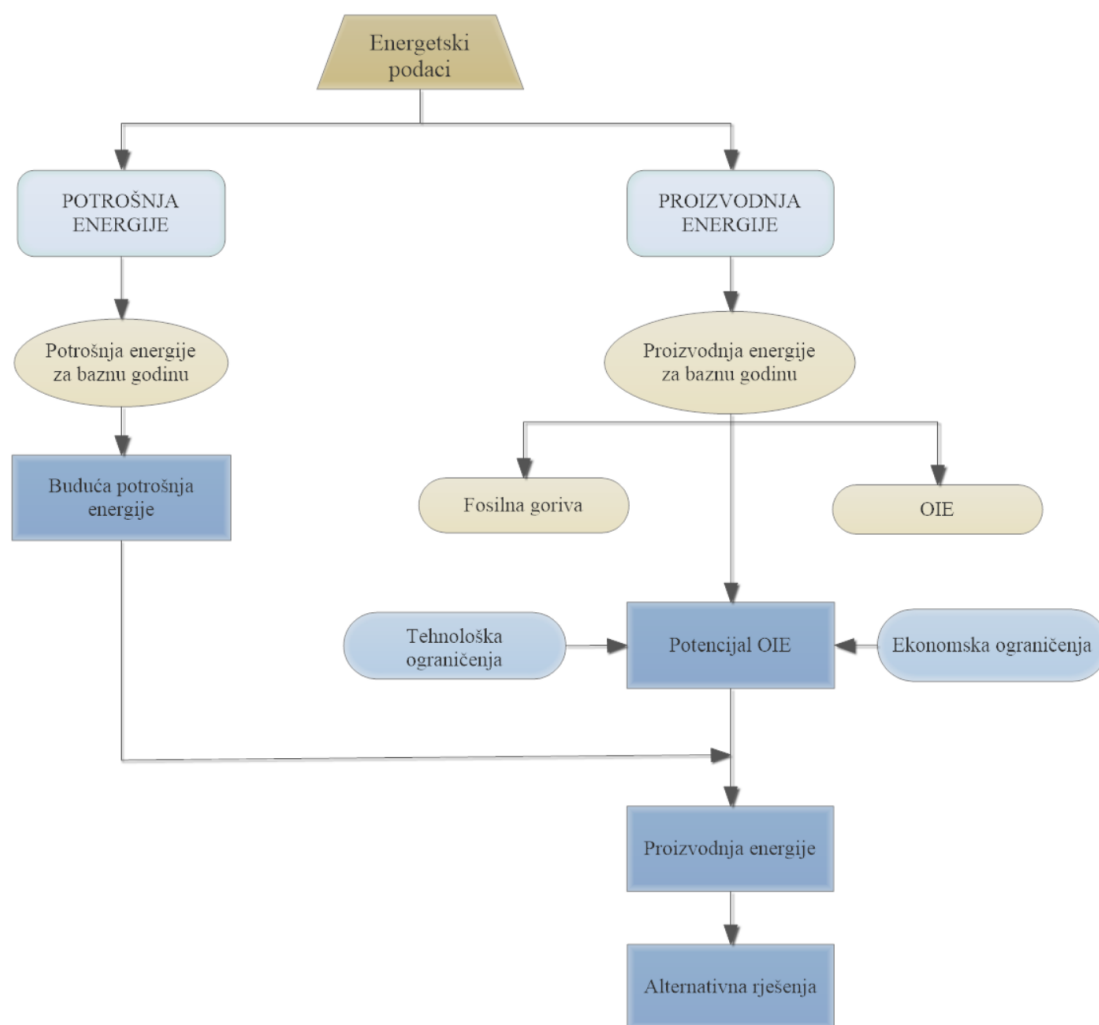 Energetski
podaci
POTROŠNJA
ENERGIJE
PROIZVODNJA
ENERGIJE
Potrošnja energije
za baznu godinu
Proizvodnja energije
za baznu godinu
Buduća potrošnja
energije
Fosilna goriva
OIE
Tehnološka
ograničenja
Potencijal OIE
Ekonomska ograničenja
Proizvodnja energije
Alternativna rješenja